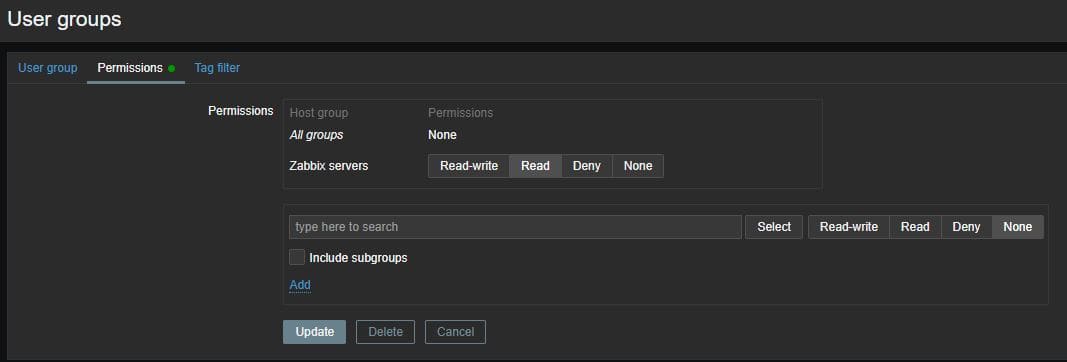 User groups
User group Permissions Tag filter
Permissions Host group Permissions
All groups None
Zabbix servers Read-write Read Deny None
type here to search Select Read-write Read Deny None
Include subgroups
Add
Update Delete Cancel